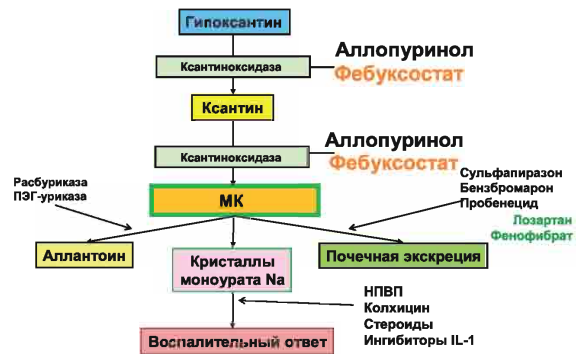 Гипоксантин
Ксантиноксидаза
Аллопуринол
Фебуксостат
Ксантин
Ксантиноксидаза
Аллопуринол
Фебуксостат
Расбуриказа
ПЭГ-уриказа
МК
Сульфапиразон
Бензбромарон
Пробенецид
Лозартан
Фенофибрат
Аллантоин
Кристаллы
моноурата Na
Почечная экскреция
НПВП
Колхицин
Стероиды
Ингибиторы IL-1
Воспалительный ответ